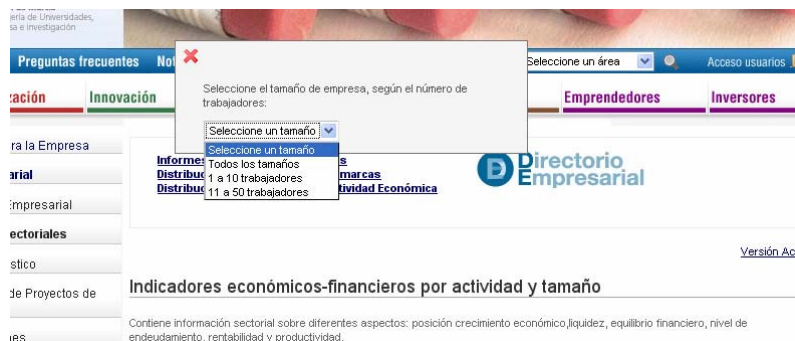 ería de Universidades,
sa e Investigación
Preguntas frecuentes
Seleccione un área
Acceso usuarios
Seleccione el tamaño de empresa, según el número de
trabajadores:
ización
Innovación
Emprendedores
Inversores
Seleccione un tamaño
Seleccione un tamaño
Todos los tamaños
1 a 10 trabajadores
11 a 50 trabajadores
ra la Empresa
arial
Empresarial
ectoriales
stico
de Proyectos de
nes
Informes
s
Distribuc
marcas
Distribuc
tividad Económica
D Directorio
Empresarial
Versión Ac
Indicadores económicos-financieros por actividad y tamaño
Contiene información sectorial sobre diferentes aspectos: posición crecimiento económico,liquidez, equilibrio financiero, nivel de
endeudamiento, rentabilidad y productividad.